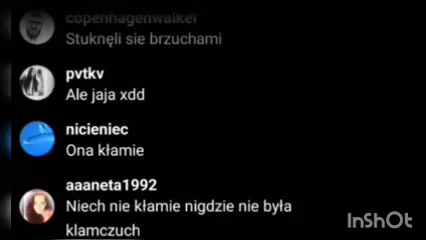 copenhagenwalker
Stuknęli sie brzuchami
pvtkv
Ale jaja xdd
nicieniec
Ona kłamie
aaaneta1992
Niech nie kłamie nigdzie nie była
klamczuch
InShOt